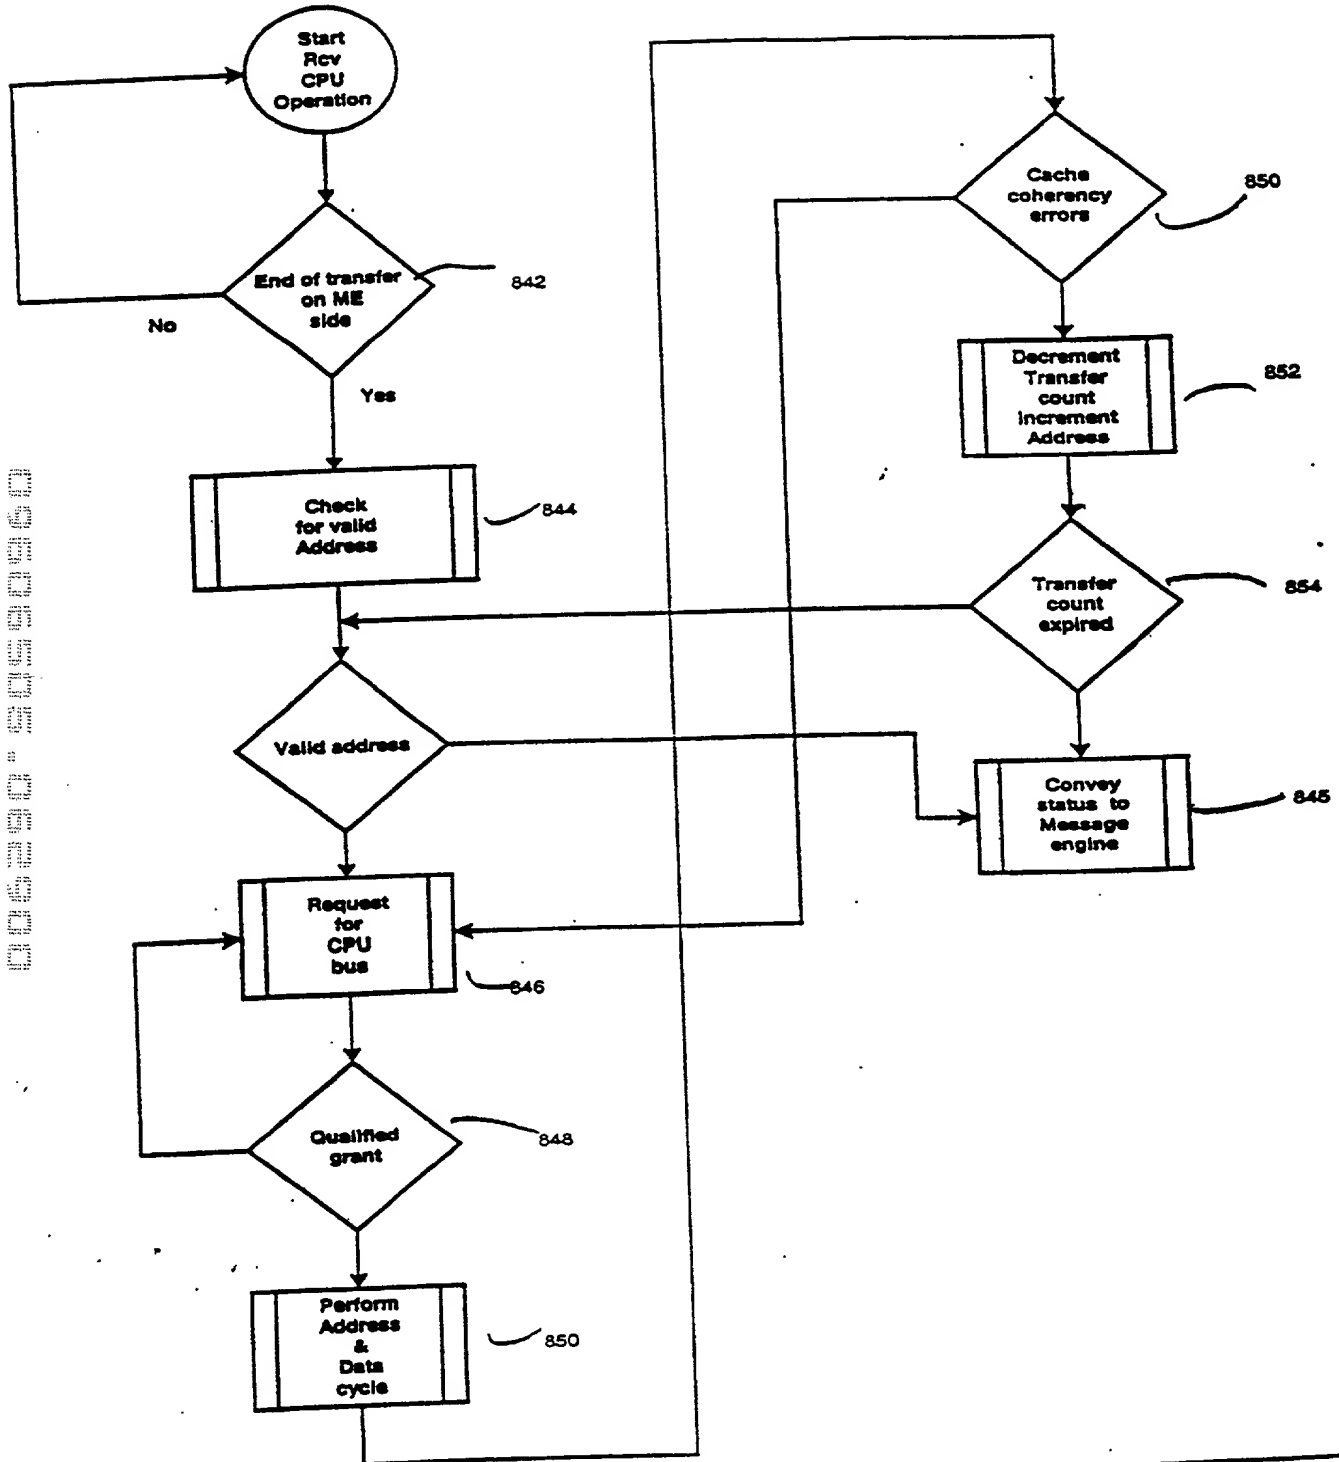 Start
Rcv
CPU
Operation
End of transfer
on ME
side
842
No
Yes
Check
for valid
Address
844
Valid address
Request
for
CPU
bus
846
Qualified
grant
848
Perform
Address
&
Data
cycle
850
Cache
coherency
errors
850
Decrement
Transfer
count
Increment
Address
852
Transfer
count
expired
854
Convey
status to
Message
engine
845